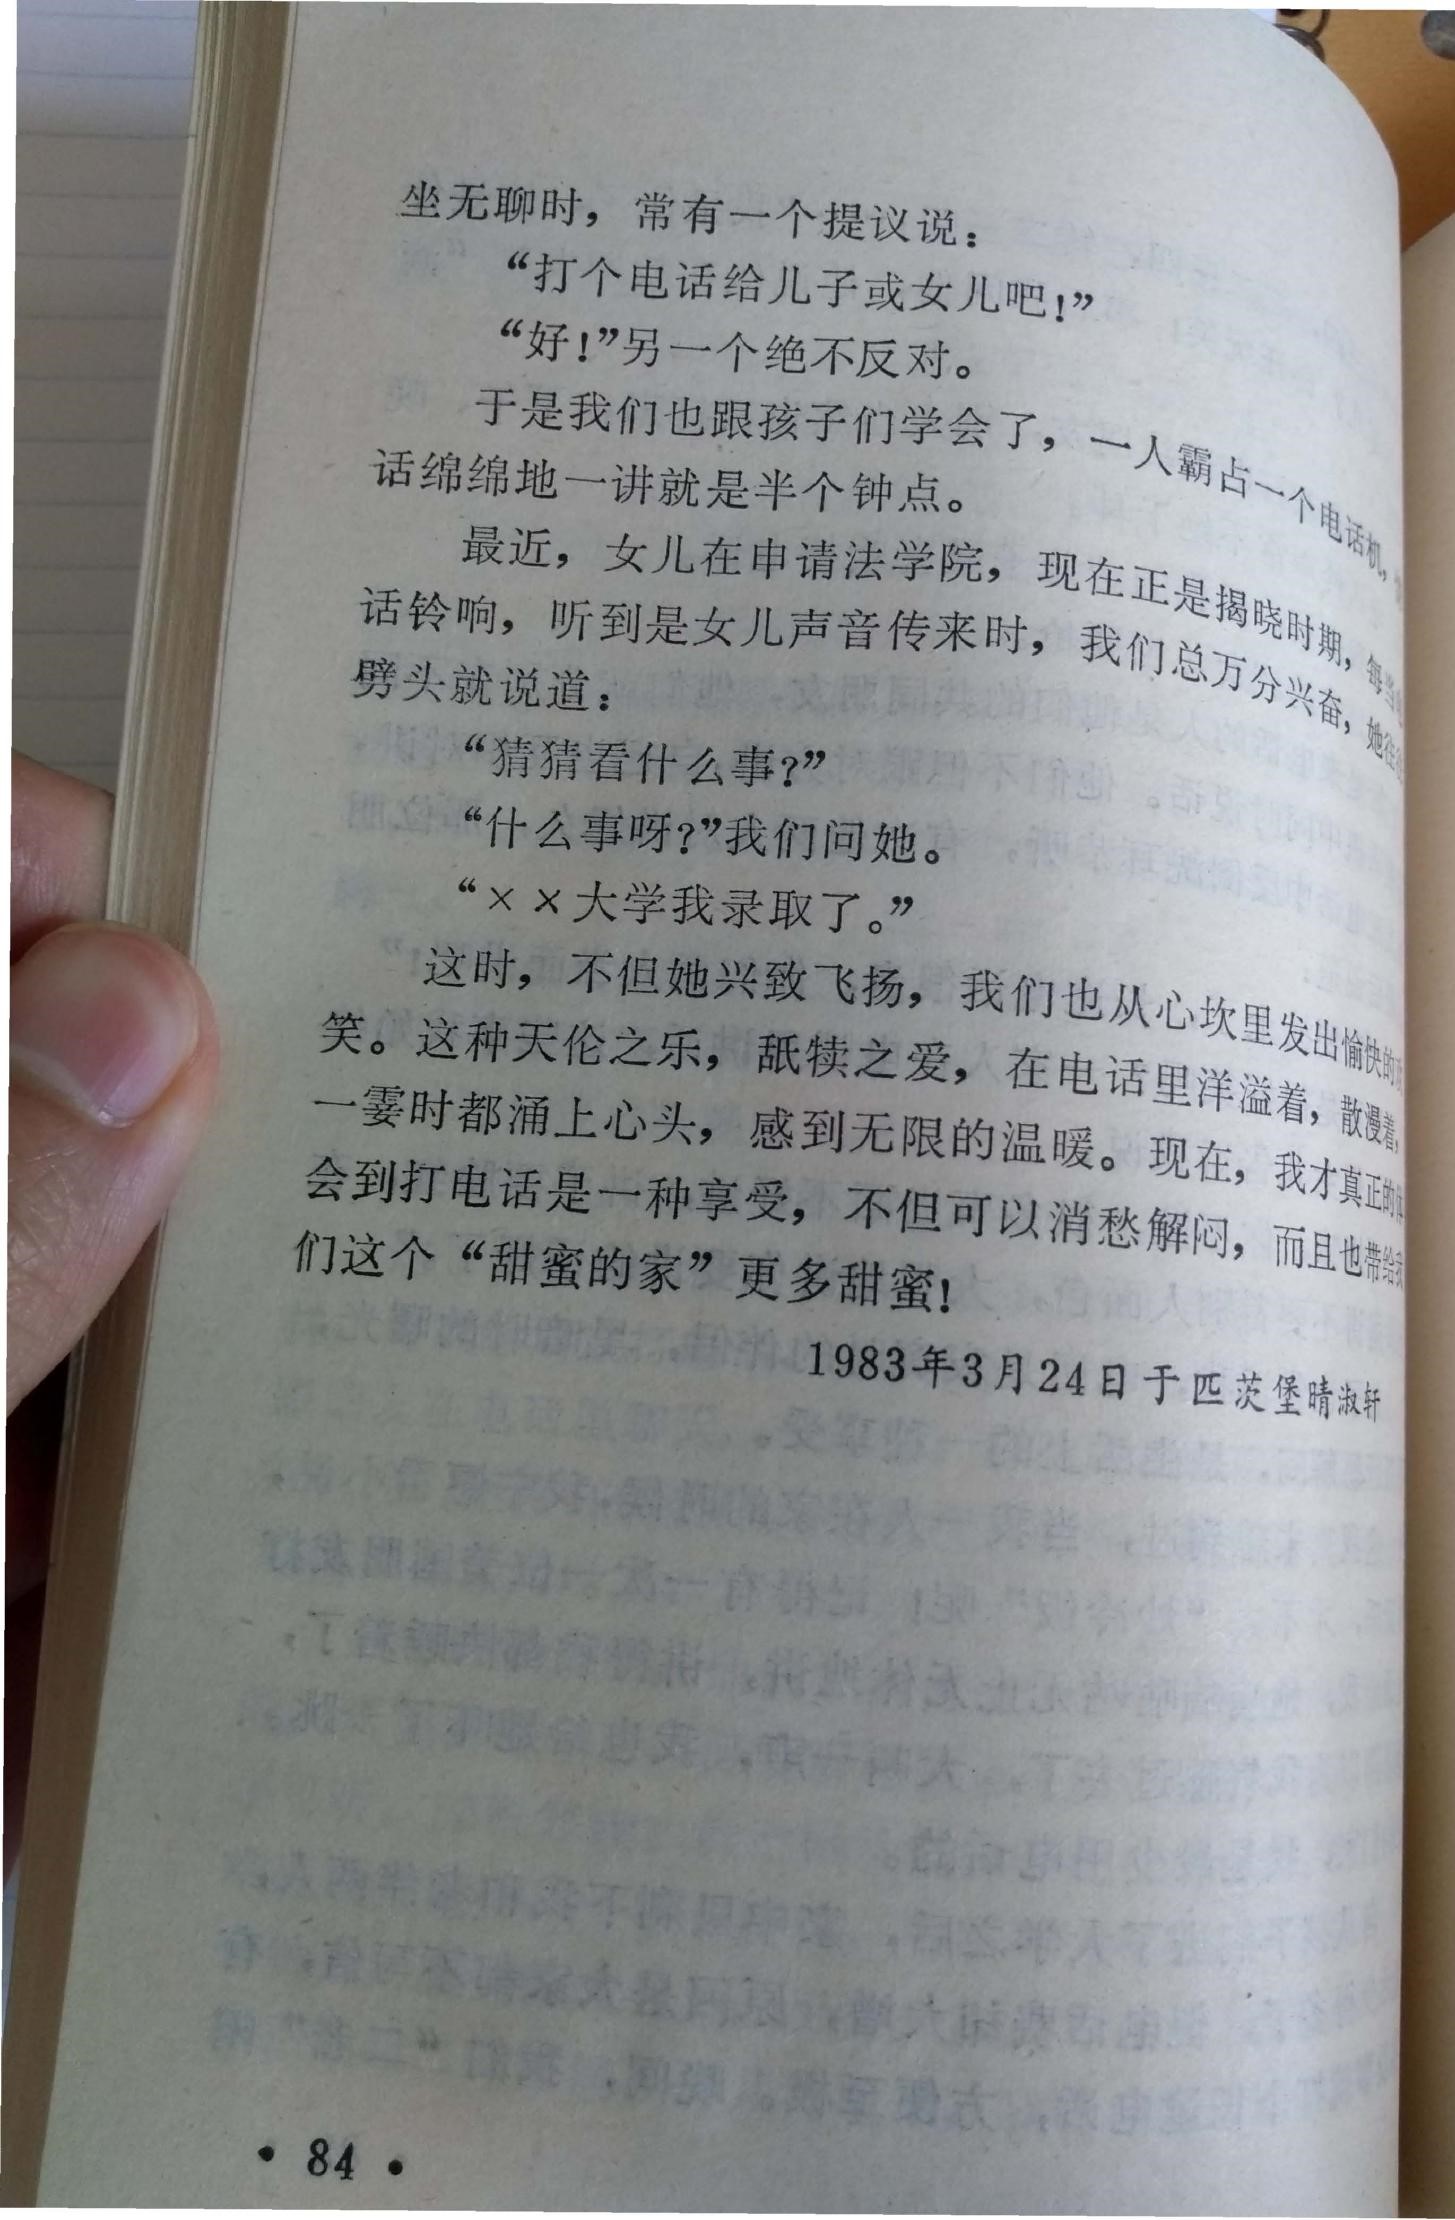 坐无聊时，常有一个提议说：
“打个电话给儿子或女儿吧！”
“好！”另一个绝不反对。
于是我们也跟孩子们学会了，一人霸占一个电话机，
话绵绵地一讲就是半个钟点。
最近，女儿在申请法学院，现在正是揭晓时期，每当
话铃响，听到是女儿声音传来时，我们总万分兴奋，她往
劈头就说道：
“猜猜看什么事？”
“什么事呀？”我们问她。
“××大学我录取了。”
这时，不但她兴致飞扬，我们也从心坎里发出愉快的
笑。这种天伦之乐，舐犊之爱，在电话里洋溢着，散漫着，
一霎时都涌上心头，感到无限的温暖。现在，我才真正的体
会到打电话是一种享受，不但可以消愁解闷，而且也带给我
们这个“甜蜜的家”更多甜蜜！
1983年3月24日于匹茨堡晴淑轩
• 84 •